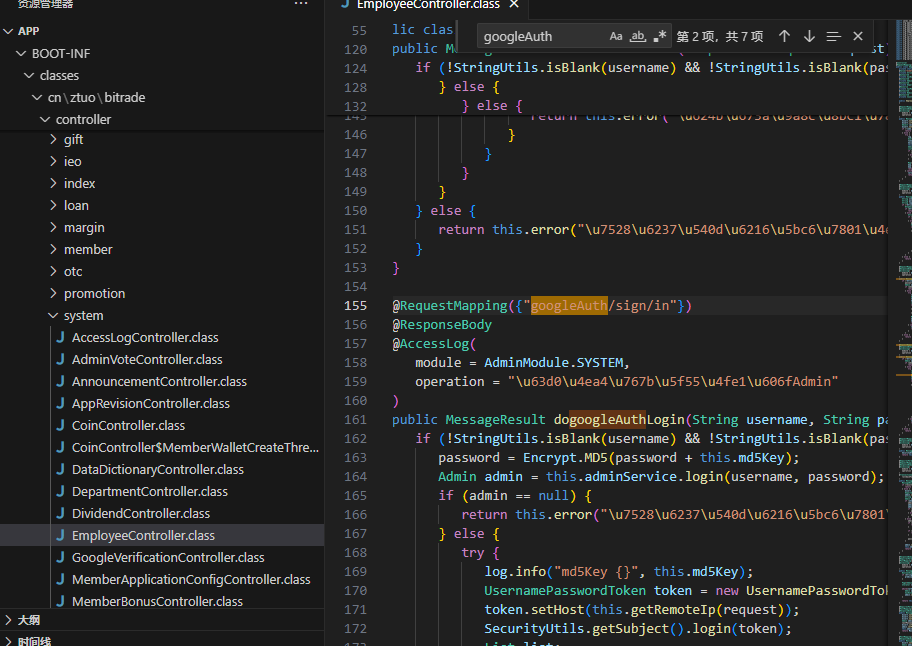 资源管理器
···
APP
BOOT-INF
classes
cn\ztuo\bitrade
controller
gift
ieo
index
loan
margin
member
otc
promotion
system
J AccessLogController.class
J AdminVoteController.class
J AnnouncementController.class
J AppRevisionController.class
J CoinController.class
J CoinController$MemberWalletCreateThre...
J DataDictionaryController.class
J DepartmentController.class
J DividendController.class
J EmployeeController.class
J GoogleVerificationController.class
J MemberApplicationConfigController.class
J MemberBonusController.class
大纲
时间线
J EmployeeController.class
googleAuth
Aa ab .*
第 2 项，共 7 项
55 lic clas
120 public M
124 if (!StringUtils.isBlank(username) && !StringUtils.isBlank(pas
128 } else {
132 } else {
145 return this.error("\u624b\u673a\u9a8c\u8bc1\u7
146 }
147 }
148 }
149 }
150 } else {
151 return this.error("\u7528\u6237\u540d\u6216\u5bc6\u7801\u4e
152 }
153 }
154
155 @RequestMapping({"googleAuth/sign/in"})
156 @ResponseBody
157 @AccessLog(
158 module = AdminModule.SYSTEM,
159 operation = "\u63d0\u4ea4\u767b\u5f55\u4fe1\u606fAdmin"
160 )
161 public MessageResult dogoogleAuthLogin(String username, String pa
162 if (!StringUtils.isBlank(username) && !StringUtils.isBlank(pas
163 password = Encrypt.MD5(password + this.md5Key);
164 Admin admin = this.adminService.login(username, password);
165 if (admin == null) {
166 return this.error("\u7528\u6237\u540d\u6216\u5bc6\u7801
167 } else {
168 try {
169 log.info("md5Key {}", this.md5Key);
170 UsernamePasswordToken token = new UsernamePasswordTok
171 token.setHost(this.getRemoteIp(request));
172 SecurityUtils.getSubject().login(token);